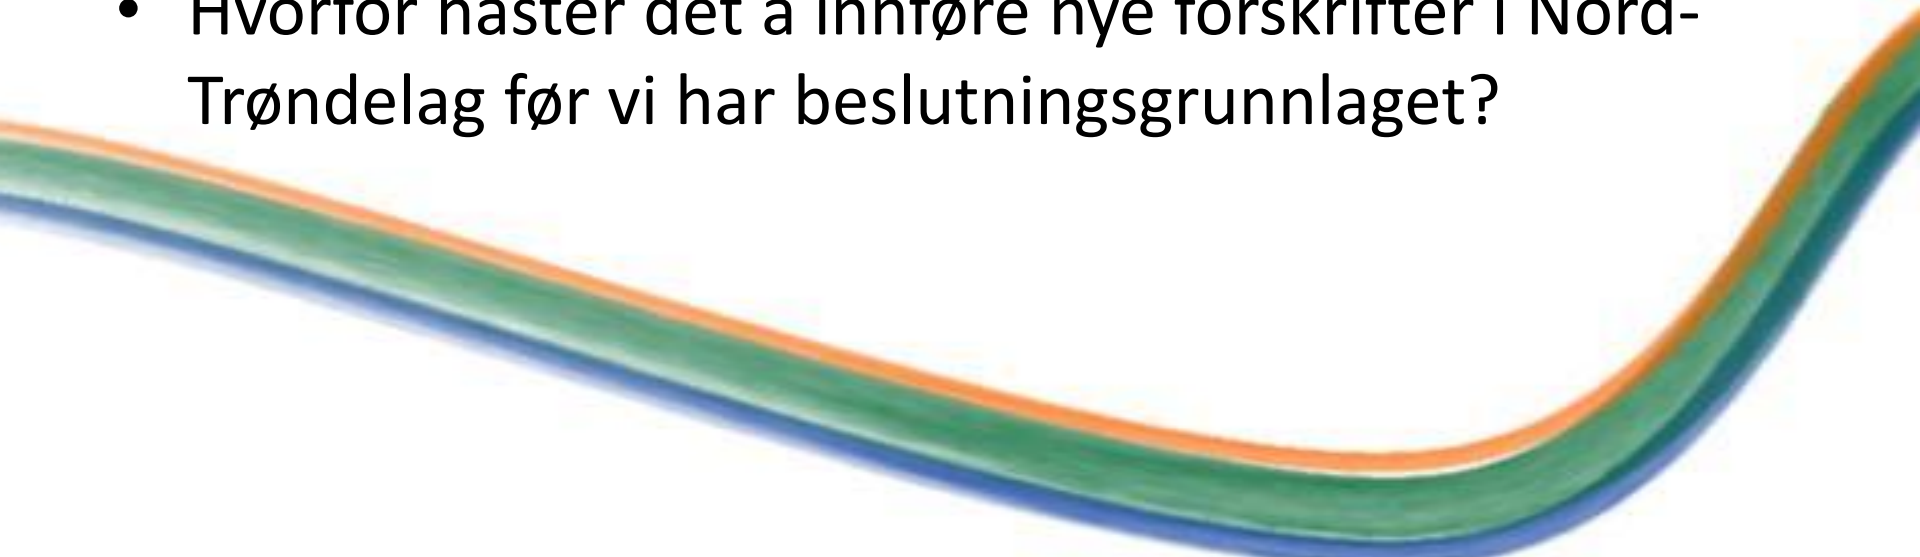 • Hvorfor haster det å innføre nye forskrifter i Nord-
Trøndelag før vi har beslutningsgrunnlaget?